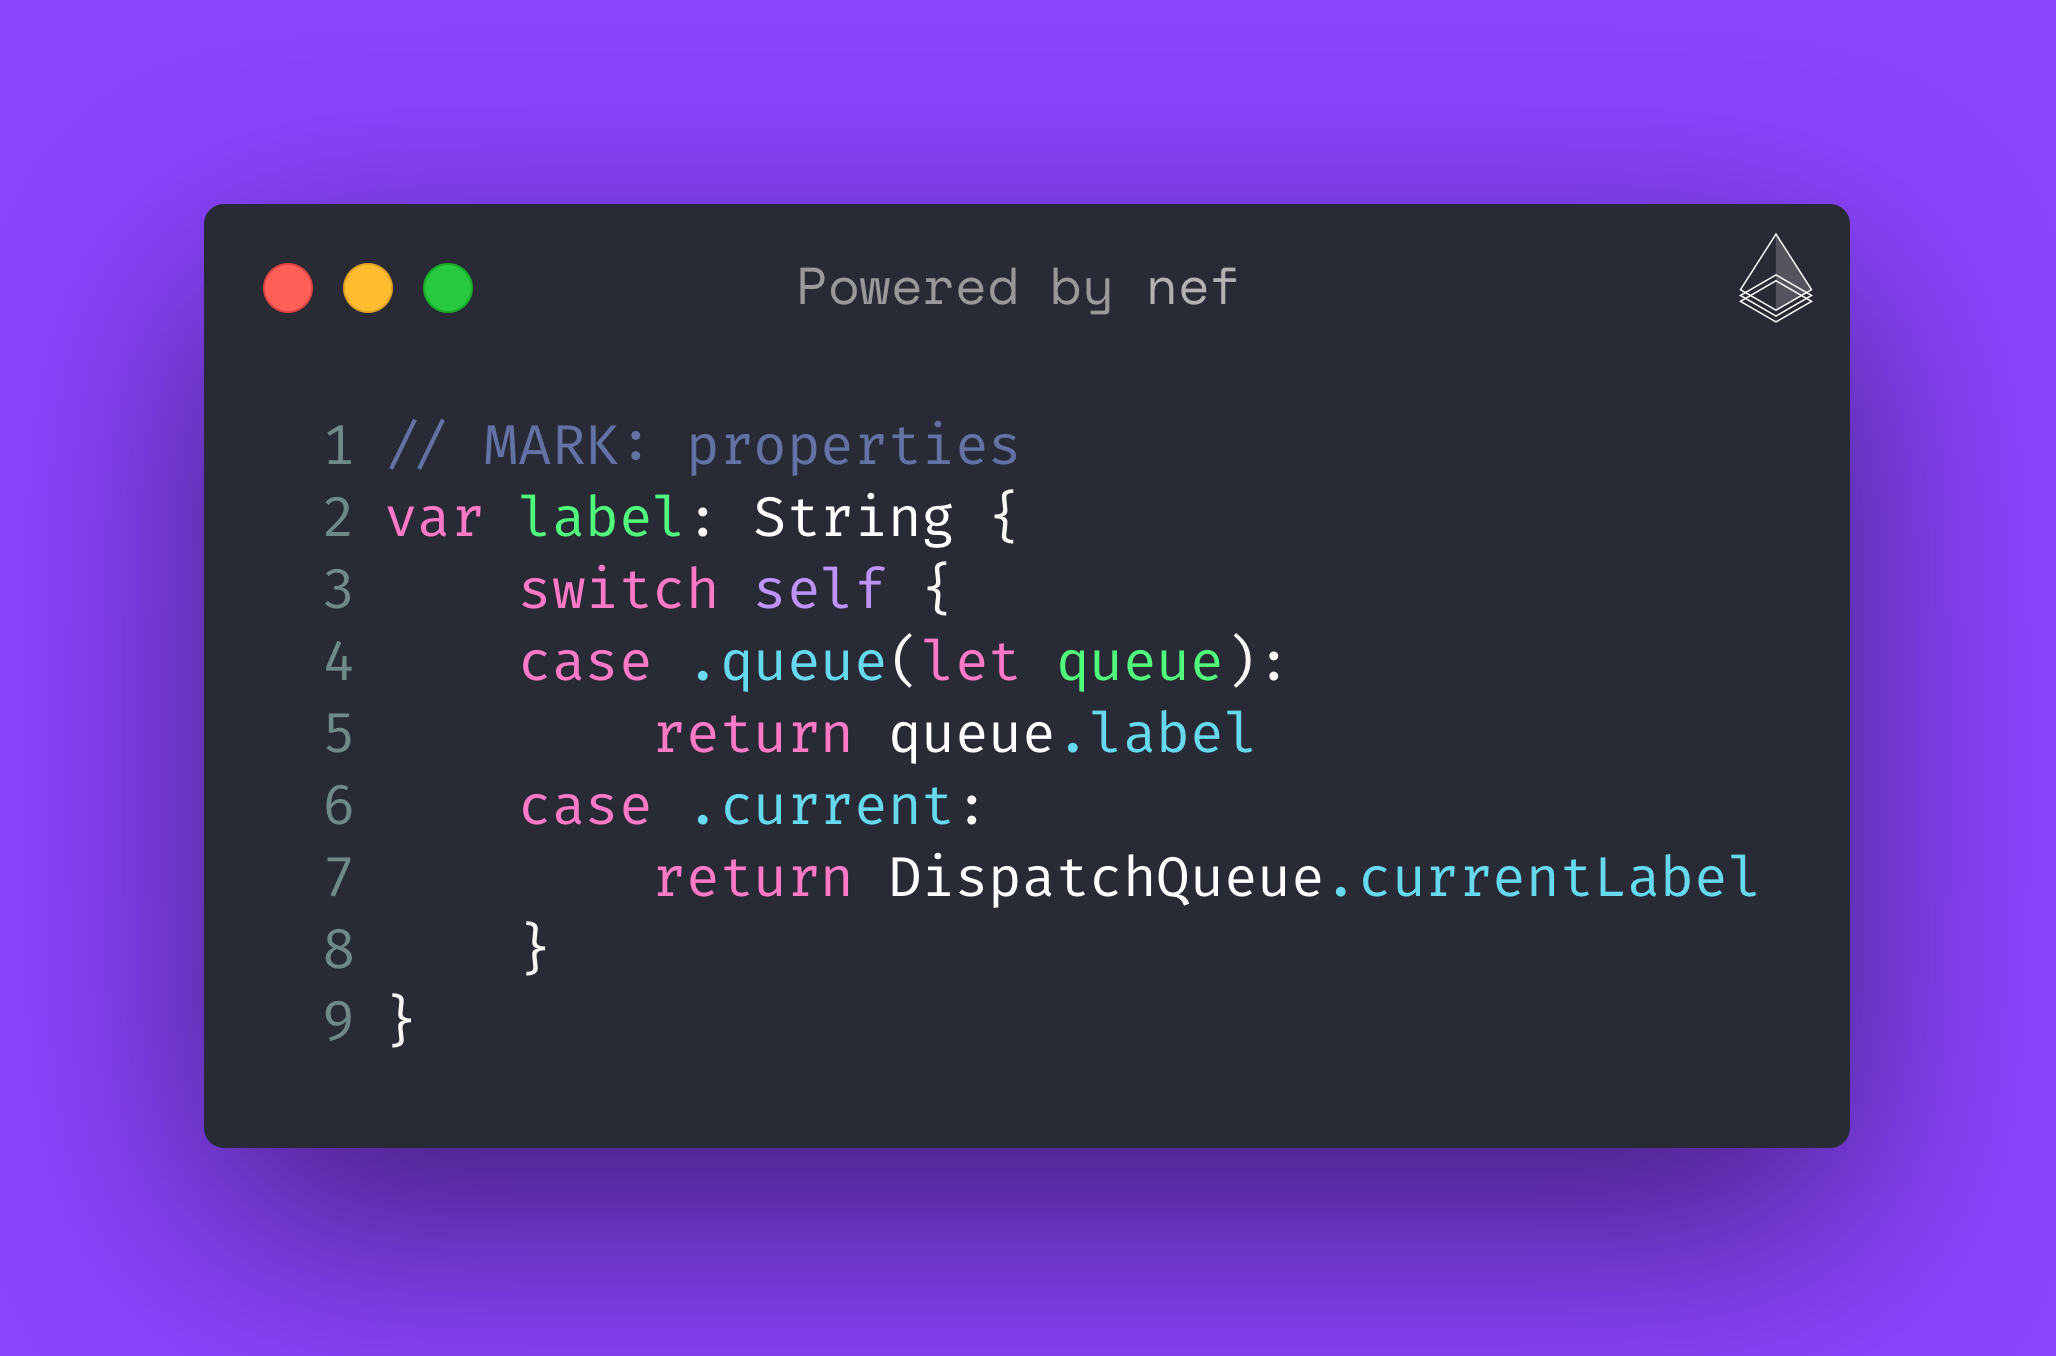 Powered by nef
1 // MARK: properties
2 var label: String {
3     switch self {
4     case .queue(let queue):
5         return queue.label
6     case .current:
7         return DispatchQueue.currentLabel
8     }
9 }